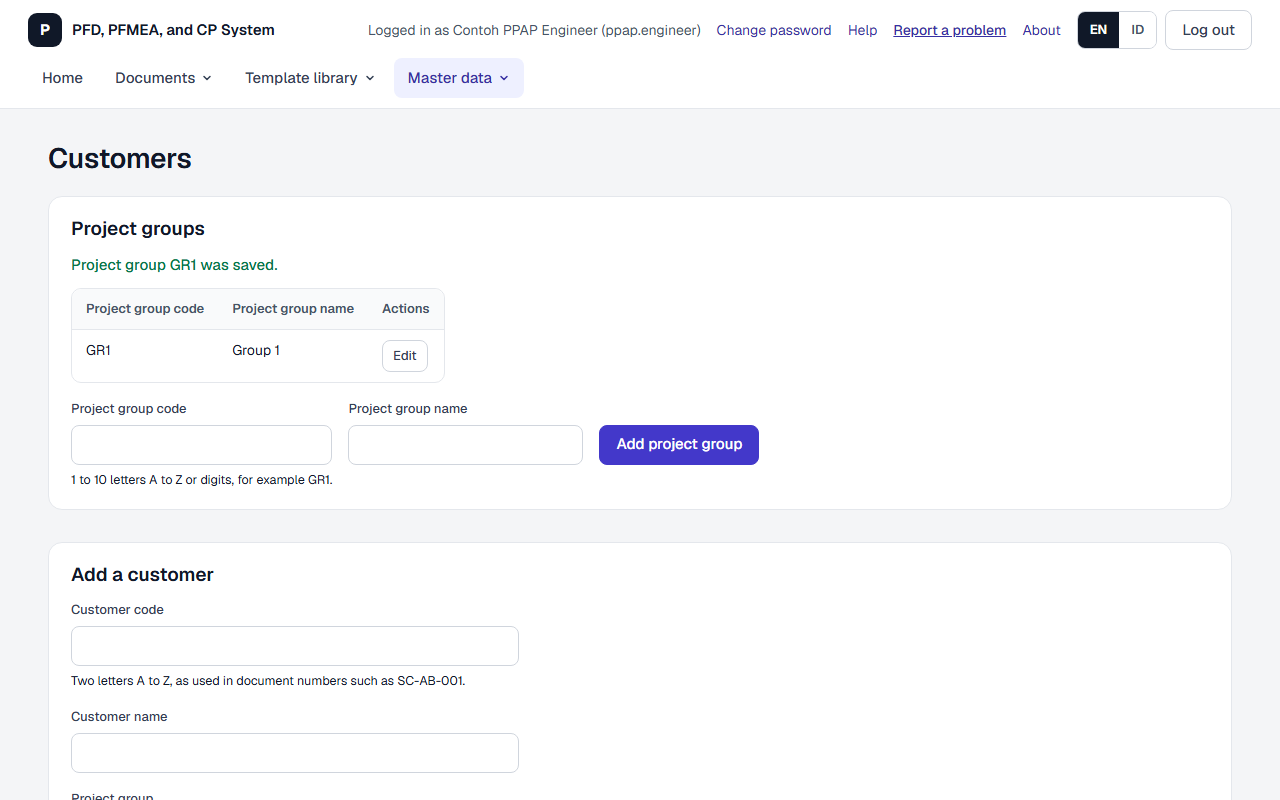 P PFD, PFMEA, and CP System Logged in as Contoh PPAP Engineer (ppap.engineer) Change password Help Report a problem About EN ID Log out
Home Documents Template library Master data
Customers
Project groups
Project group GR1 was saved.
Project group code Project group name Actions
GR1 Group 1 Edit
Project group code Project group name
Add project group
1 to 10 letters A to Z or digits, for example GR1.
Add a customer
Customer code
Two letters A to Z, as used in document numbers such as SC-AB-001.
Customer name
Project group